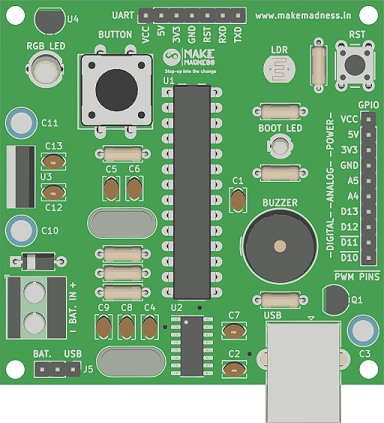 U4
UART
VCC
5V
3V3
GND
RST
RXD
TXD
www.makemadness.in
RGB LED
BUTTON
MAKE
MADNESS
Step-up into the change
LDR
RST
U1
GPIO
C11
BOOT LED
VCC
5V
3V3
GND
A5
A4
D13
D12
D11
D10
-DIGITAL-
-ANALOG-
-POWER-
C13
U3
C12
C5
C6
C1
C10
BUZZER
PWM PINS
- BAT. IN +
C9
C8
C4
U2
C7
USB
Q1
C3
BAT.
USB
J5
C2